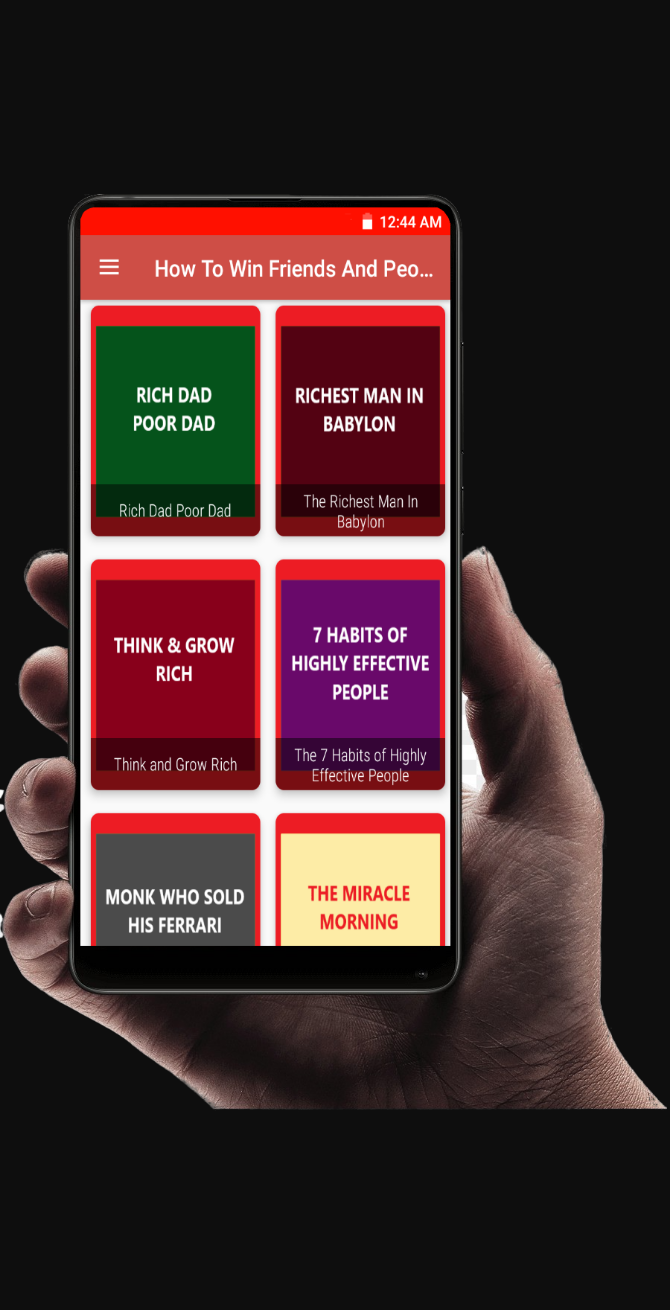 12:44 AM
How To Win Friends And Peo...
RICH DAD
POOR DAD
Rich Dad Poor Dad
RICHEST MAN IN
BABYLON
The Richest Man In
Babylon
THINK & GROW
RICH
Think and Grow Rich
7 HABITS OF
HIGHLY EFFECTIVE
PEOPLE
The 7 Habits of Highly
Effective People
MONK WHO SOLD
HIS FERRARI
THE MIRACLE
MORNING